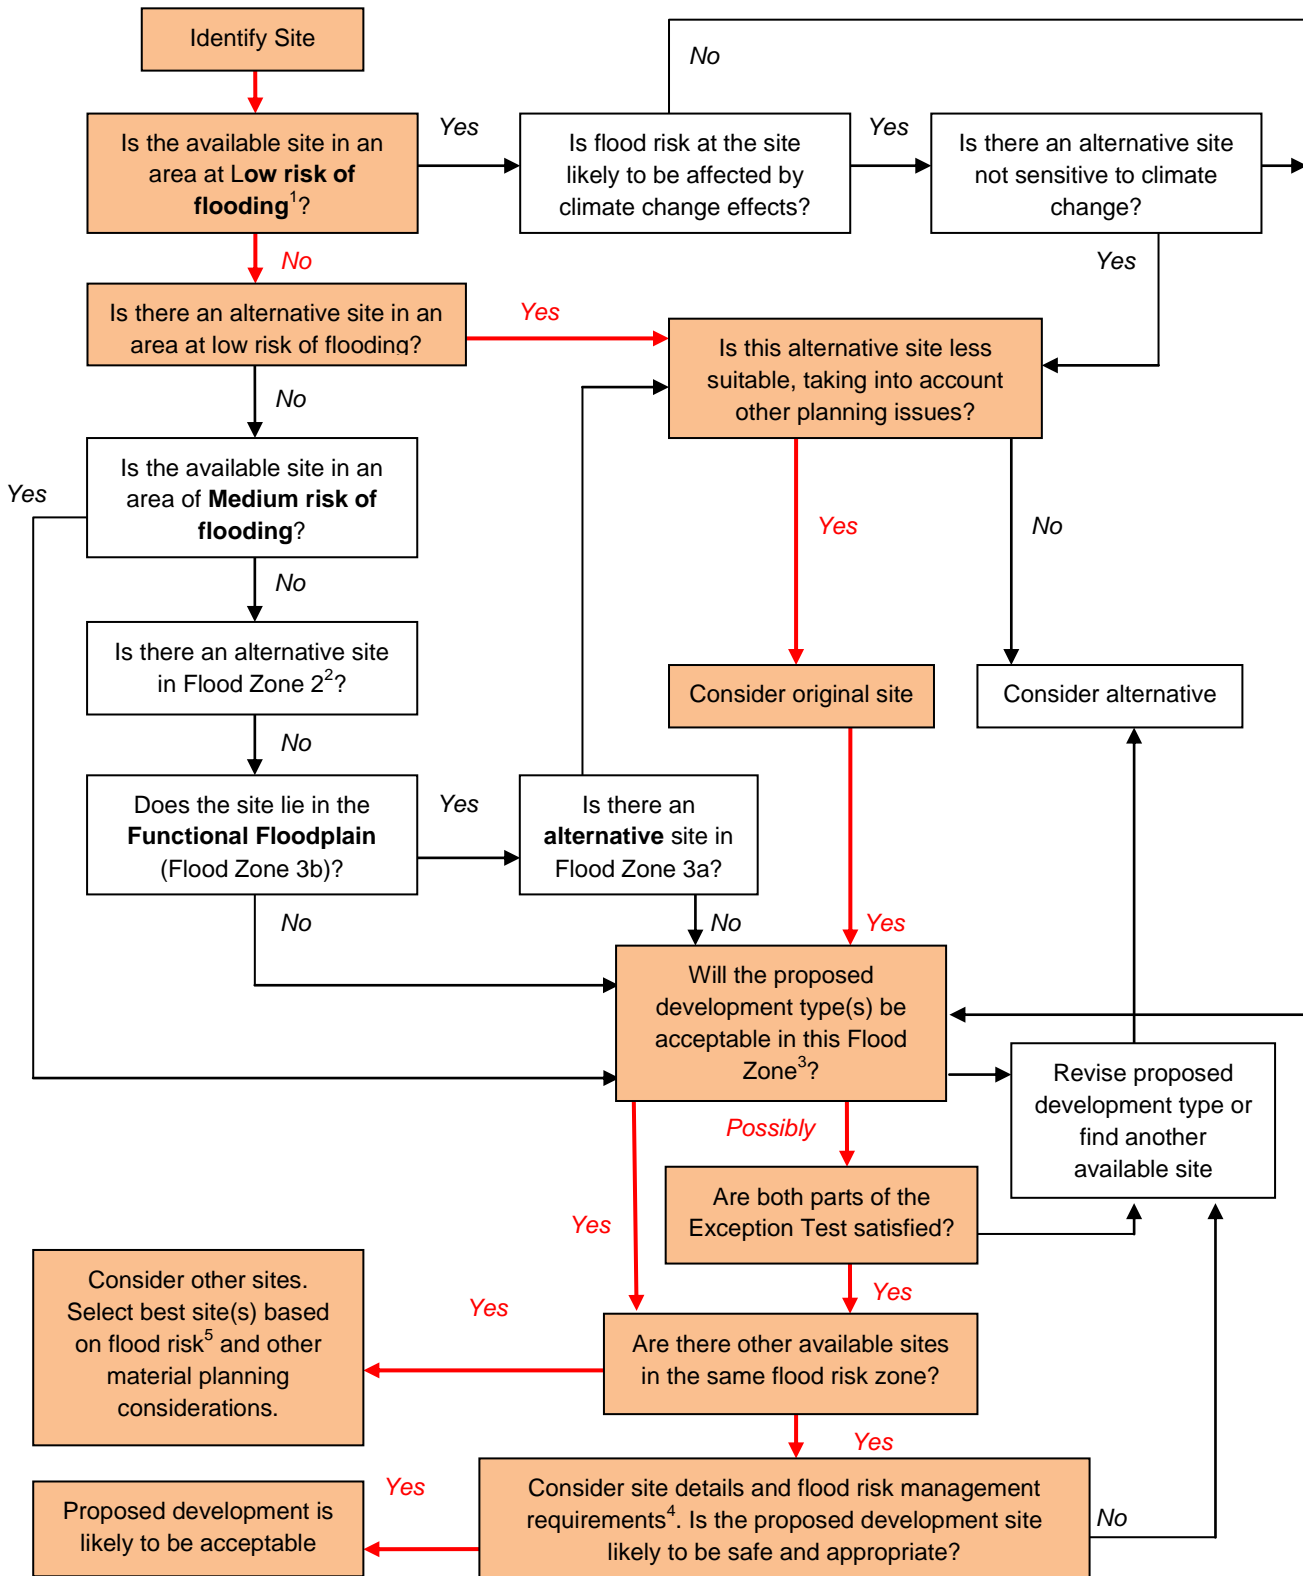 Identify Site
No
Is the available site in an
area at Low risk of
flooding¹?
Yes
Is flood risk at the site
likely to be affected by
climate change effects?
Yes
Is there an alternative site
not sensitive to climate
change?
No
Yes
Is there an alternative site in an
area at low risk of flooding?
Yes
Is this alternative site less
suitable, taking into account
other planning issues?
No
Yes
Is the available site in an
area of Medium risk of
flooding?
Yes
No
No
Is there an alternative site
in Flood Zone 2²?
Consider original site
Consider alternative
No
Does the site lie in the
Functional Floodplain
(Flood Zone 3b)?
Yes
Is there an
alternative site in
Flood Zone 3a?
No
No
Yes
Will the proposed
development type(s) be
acceptable in this Flood
Zone³?
Revise proposed
development type or
find another
available site
Possibly
Are both parts of the
Exception Test satisfied?
Yes
Yes
Consider other sites.
Select best site(s) based
on flood risk⁵ and other
material planning
considerations.
Yes
Are there other available sites
in the same flood risk zone?
Yes
Proposed development is
likely to be acceptable
Yes
Consider site details and flood risk management
requirements⁴. Is the proposed development site
likely to be safe and appropriate?
No